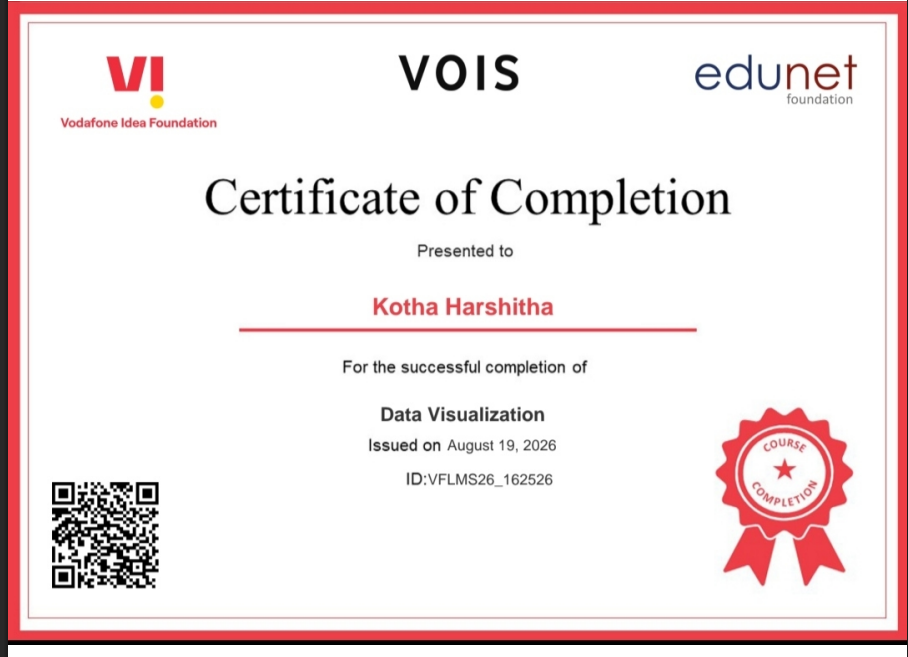 VI
Vodafone Idea Foundation
VOIS
edunet
foundation
Certificate of Completion
Presented to
Kotha Harshitha
For the successful completion of
Data Visualization
Issued on August 19, 2026
ID:VFLMS26_162526
COURSE
COMPLETION